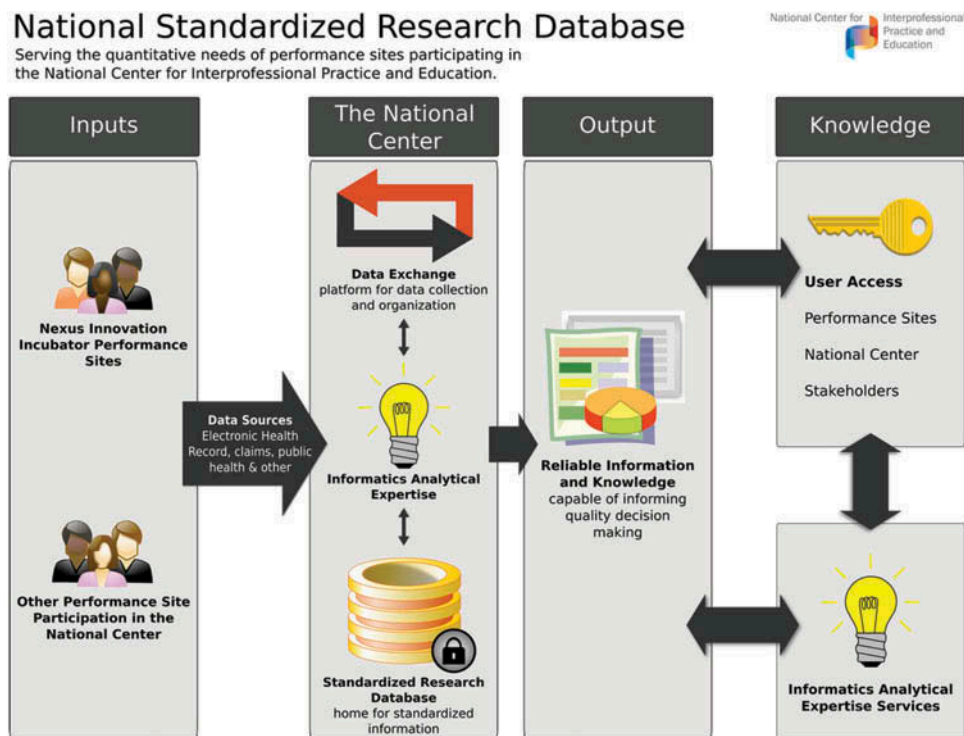 National Standardized Research Database
Serving the quantitative needs of performance sites participating in
the National Center for Interprofessional Practice and Education.
National Center for
Interprofessional
Practice and
Education
Inputs
Nexus Innovation
Incubator Performance
Sites
Other Performance Site
Participation in the
National Center
Data Sources
Electronic Health
Record, claims, public
health & other
The National
Center
Data Exchange
platform for data collection
and organization
Informatics Analytical
Expertise
Standardized Research
Database
home for standardized
information
Output
Reliable Information
and Knowledge
capable of informing
quality decision
making
Knowledge
User Access
Performance Sites
National Center
Stakeholders
Informatics Analytical
Expertise Services